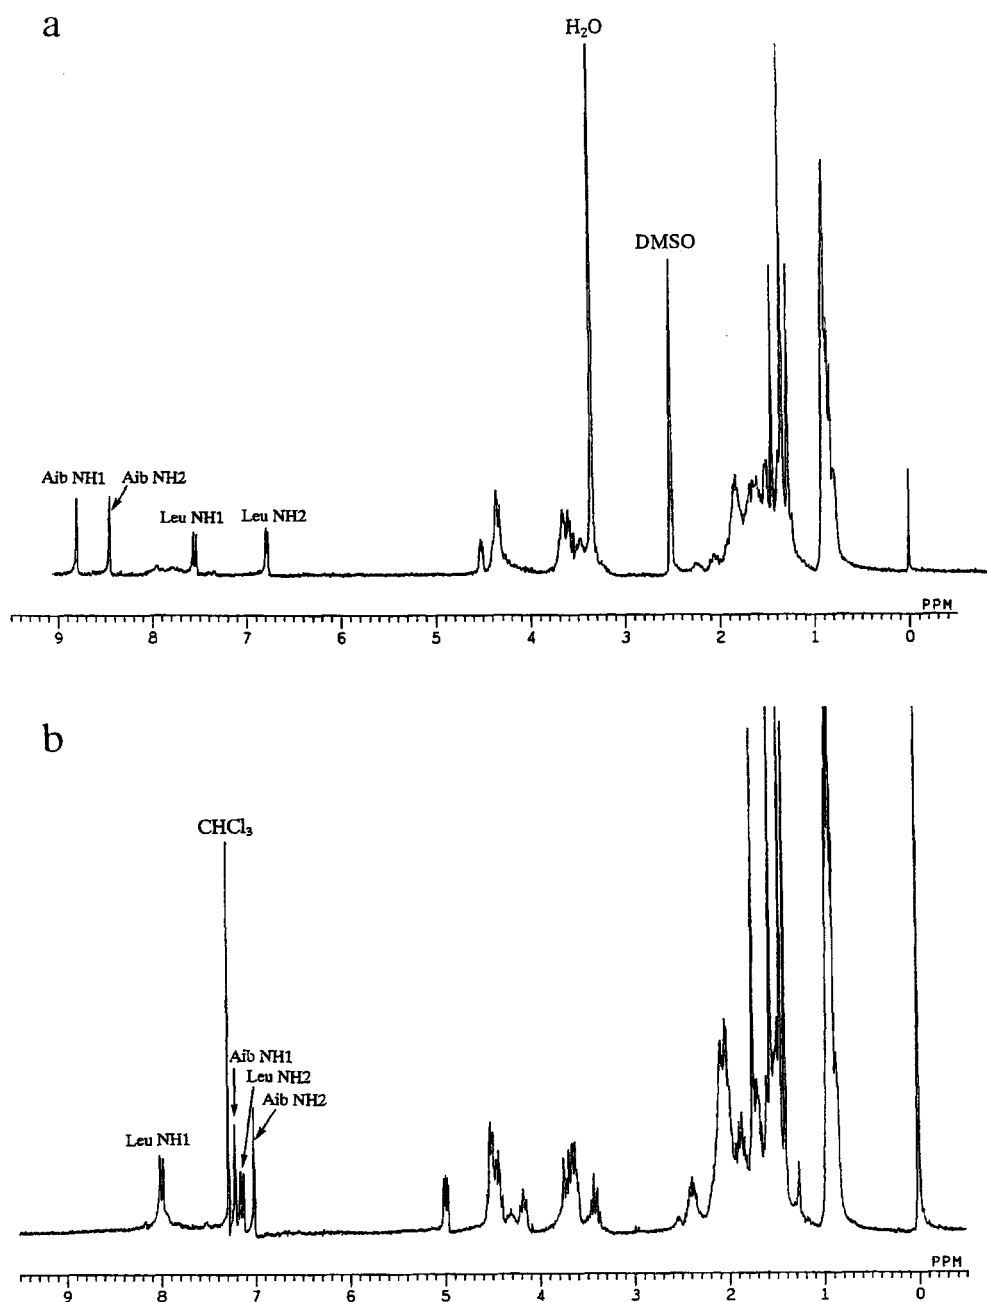 a
H₂O
DMSO
Aib NH1
Aib NH2
Leu NH1
Leu NH2
PPM
9 8 7 6 5 4 3 2 1 0
b
CHCl₃
Aib NH1
Leu NH2
Aib NH2
Leu NH1
PPM
9 8 7 6 5 4 3 2 1 0